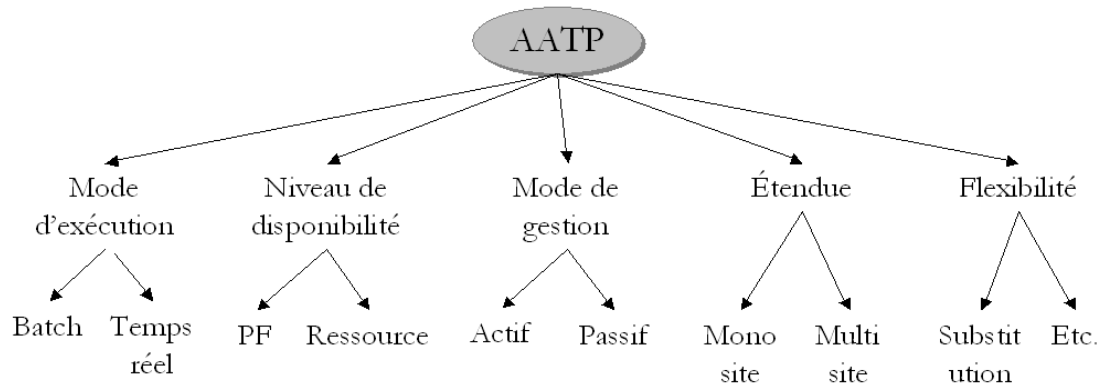 AATP
Mode
d'exécution
Niveau de
disponibilité
Mode de
gestion
Étendue
Flexibilité
Batch
Temps
réel
PF
Ressource
Actif
Passif
Mono
site
Multi
site
Substit
ution
Etc.